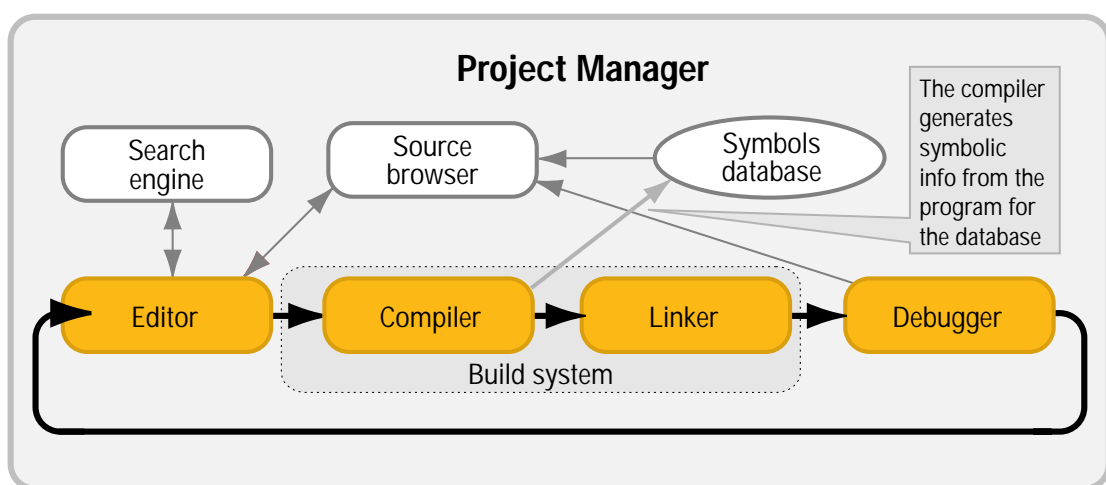 Project Manager
The compiler
generates
symbolic
info from the
program for
the database
Search
engine
Source
browser
Symbols
database
Editor
Compiler
Linker
Debugger
Build system